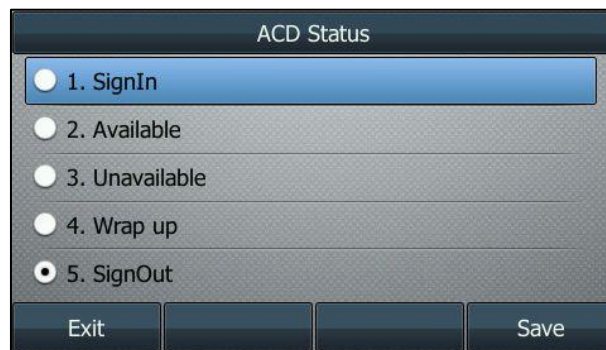 ACD Status
1. SignIn
2. Available
3. Unavailable
4. Wrap up
5. SignOut
Exit Save